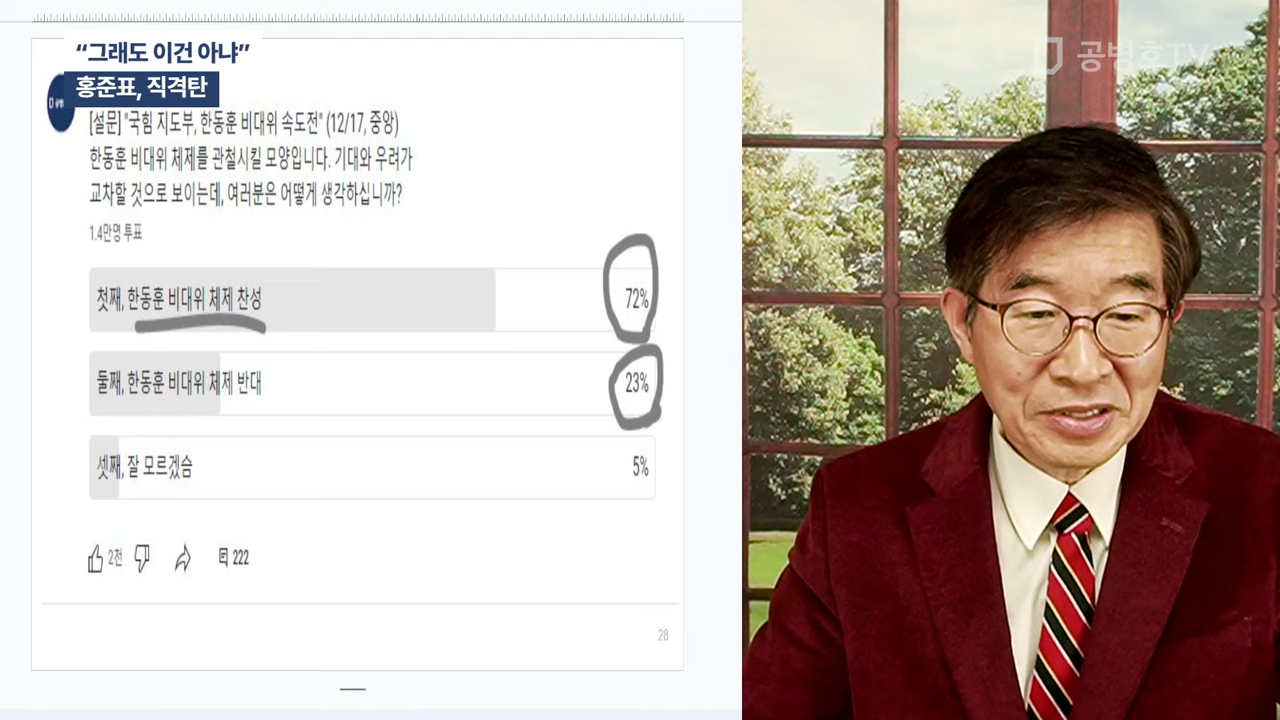 “그래도 이건 아냐”
홍준표, 직격탄
공병호TV
[설문] "국힘 지도부, 한동훈 비대위 속도전" (12/17, 중앙)
한동훈 비대위 체제를 관철시킬 모양입니다. 기대와 우려가
교차할 것으로 보이는데, 여러분은 어떻게 생각하십니까?
1.4만명 투표
첫째, 한동훈 비대위 체제 찬성 72%
둘째, 한동훈 비대위 체제 반대 23%
셋째, 잘 모르겠슴 5%
2천 222
28